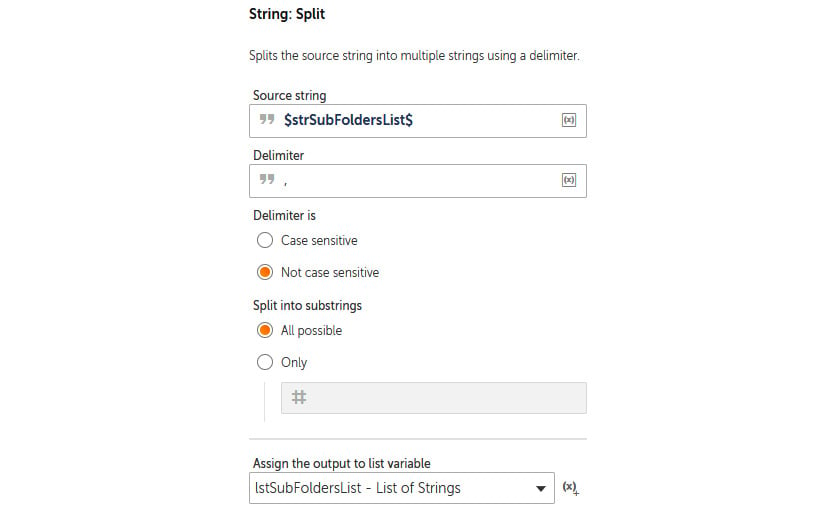 String: Split
Splits the source string into multiple strings using a delimiter.
Source string
$strSubFoldersList$
(x)
Delimiter
,
(x)
Delimiter is
Case sensitive
Not case sensitive
Split into substrings
All possible
Only
#
Assign the output to list variable
lstSubFoldersList - List of Strings
(x)+